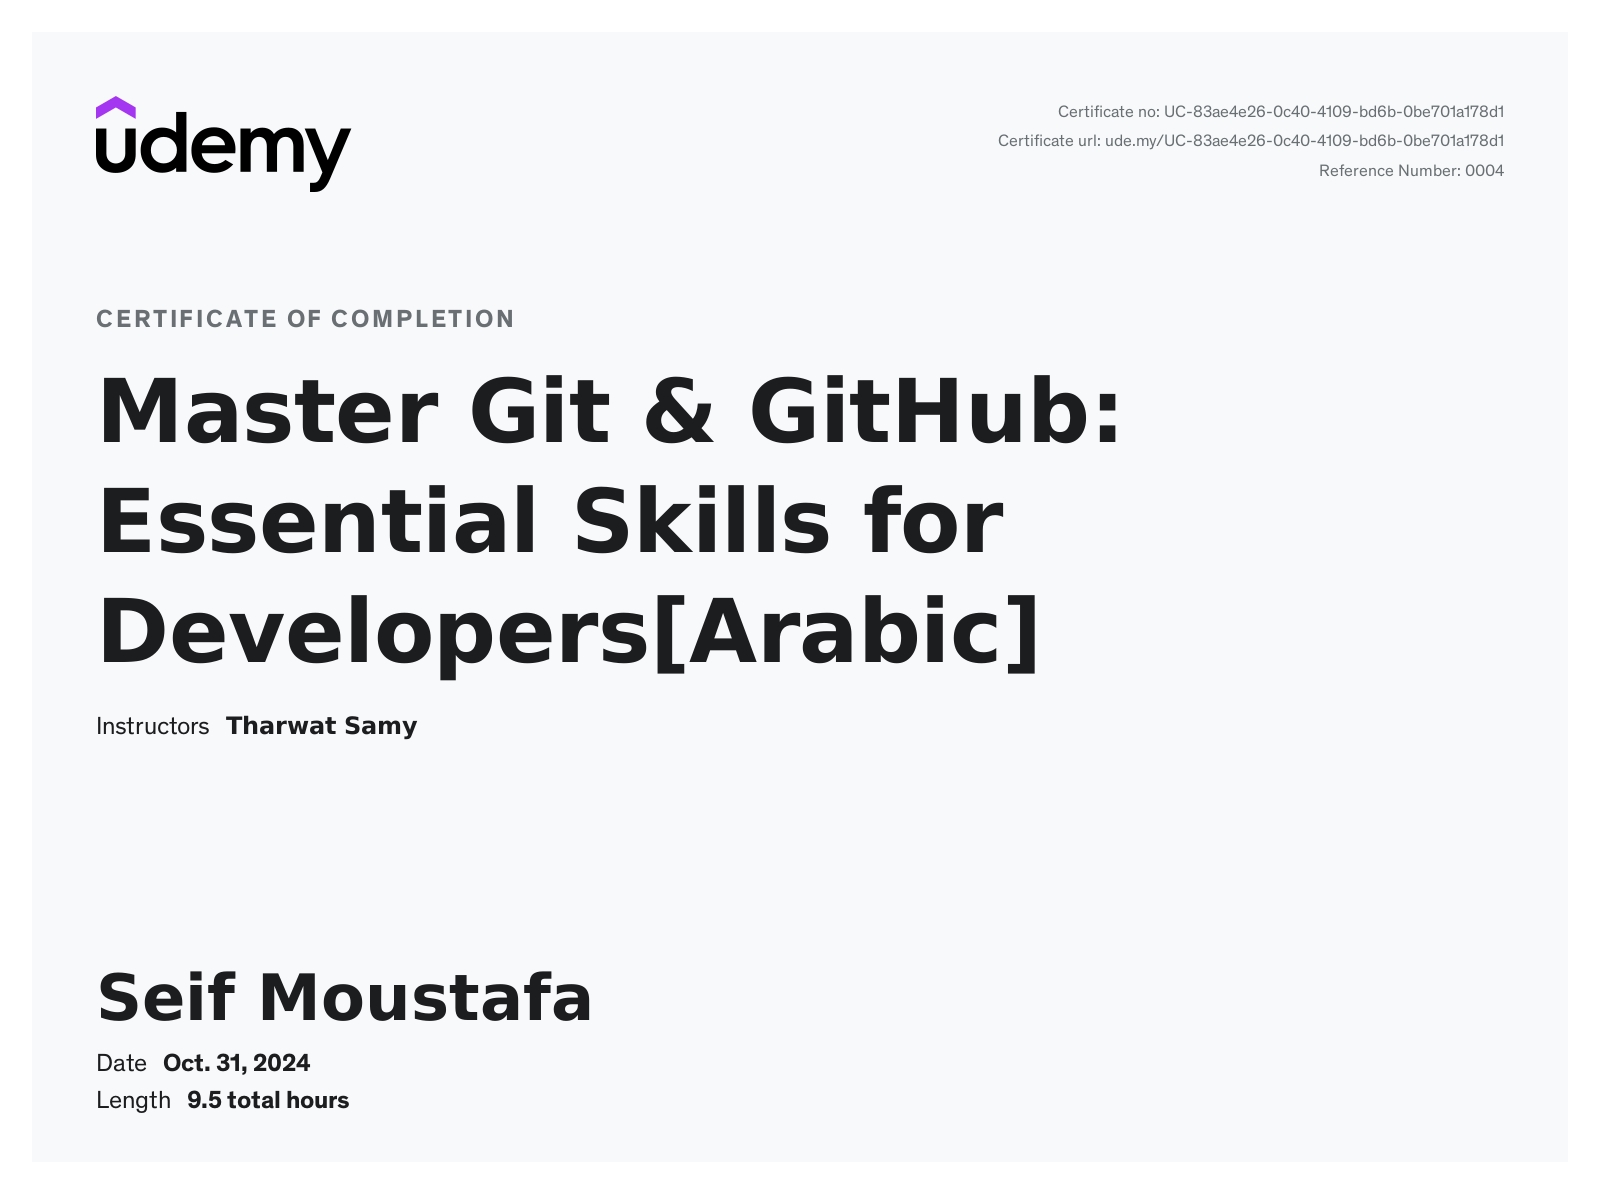 udemy
Certificate no: UC-83ae4e26-0c40-4109-bd6b-0be701a178d1
Certificate url: ude.my/UC-83ae4e26-0c40-4109-bd6b-0be701a178d1
Reference Number: 0004
CERTIFICATE OF COMPLETION
Master Git & GitHub:
Essential Skills for
Developers[Arabic]
Instructors Tharwat Samy
Seif Moustafa
Date Oct. 31, 2024
Length 9.5 total hours